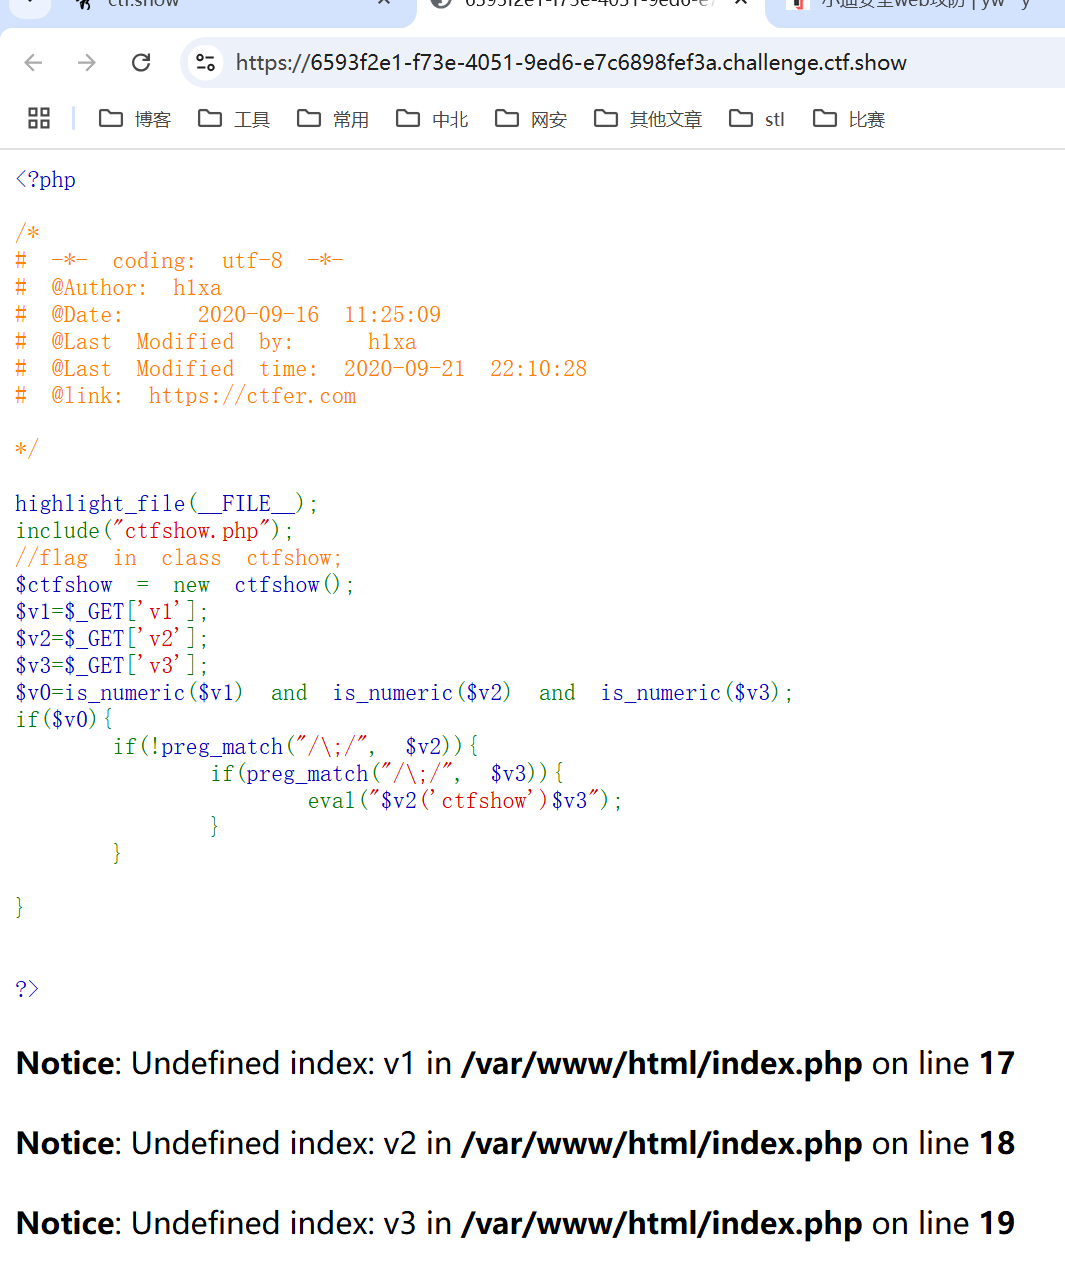 ctf.show
小迪安全web攻防 | yw y
https://6593f2e1-f73e-4051-9ed6-e7c6898fef3a.challenge.ctf.show
博客 工具 常用 中北 网安 其他文章 stl 比赛
<?php
/*
# -*- coding: utf-8 -*-
# @Author: h1xa
# @Date: 2020-09-16 11:25:09
# @Last Modified by: h1xa
# @Last Modified time: 2020-09-21 22:10:28
# @link: https://ctfer.com
*/
highlight_file(__FILE__);
include("ctfshow.php");
//flag in class ctfshow;
$ctfshow = new ctfshow();
$v1=$_GET['v1'];
$v2=$_GET['v2'];
$v3=$_GET['v3'];
$v0=is_numeric($v1) and is_numeric($v2) and is_numeric($v3);
if($v0){
if(!preg_match("/\;/", $v2)){
if(preg_match("/\;/", $v3)){
eval("$v2('ctfshow')$v3");
}
}
}
?>
Notice: Undefined index: v1 in /var/www/html/index.php on line 17
Notice: Undefined index: v2 in /var/www/html/index.php on line 18
Notice: Undefined index: v3 in /var/www/html/index.php on line 19